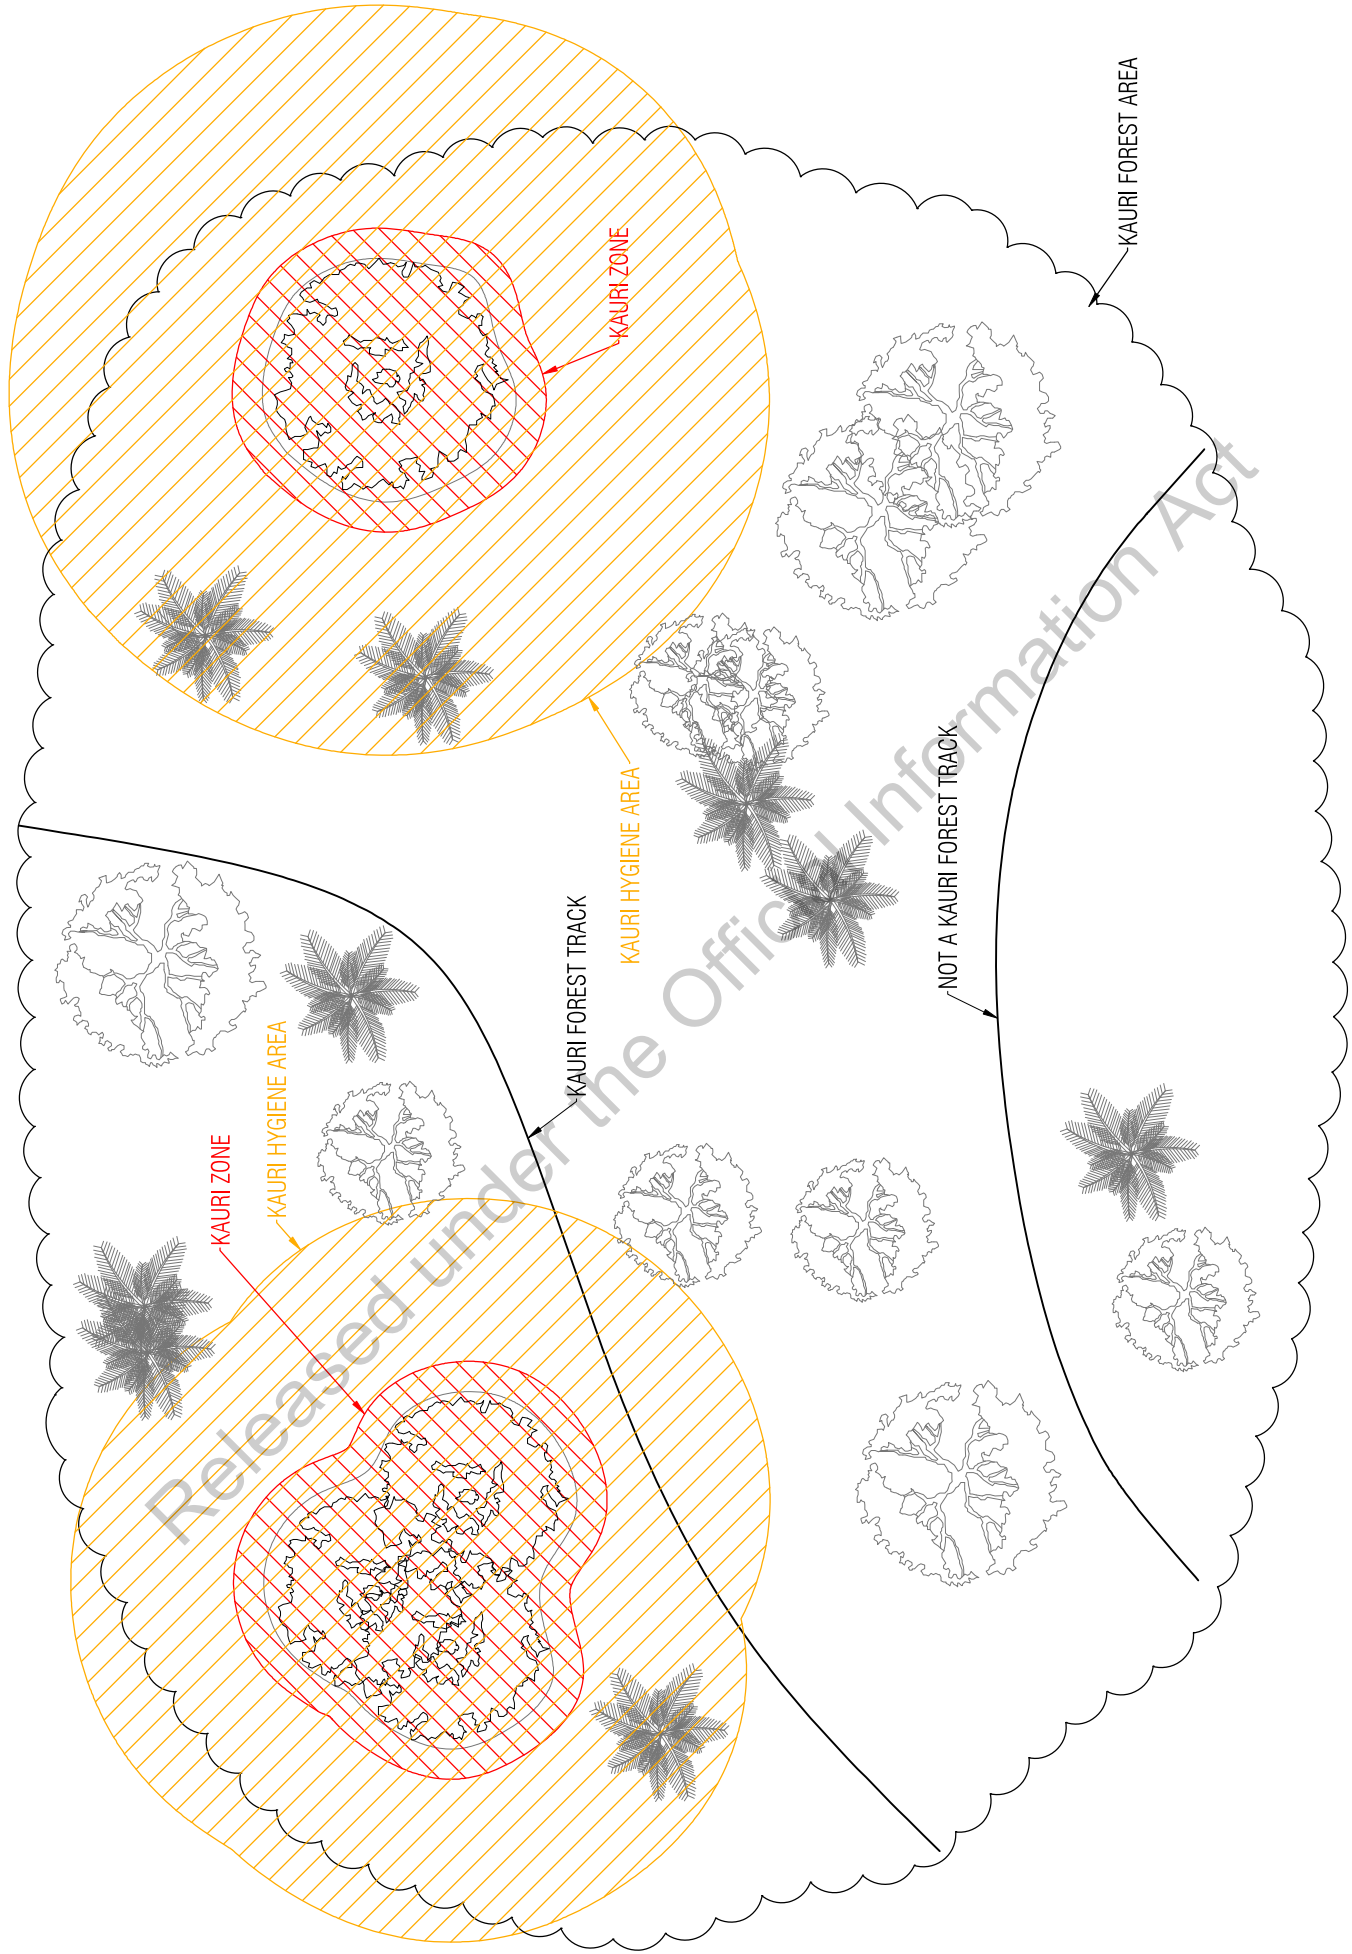 KAURI FOREST AREA
KAURI ZONE
KAURI HYGIENE AREA
NOT A KAURI FOREST TRACK
KAURI FOREST TRACK
KAURI HYGIENE AREA
KAURI ZONE
Released under the Official Information Act